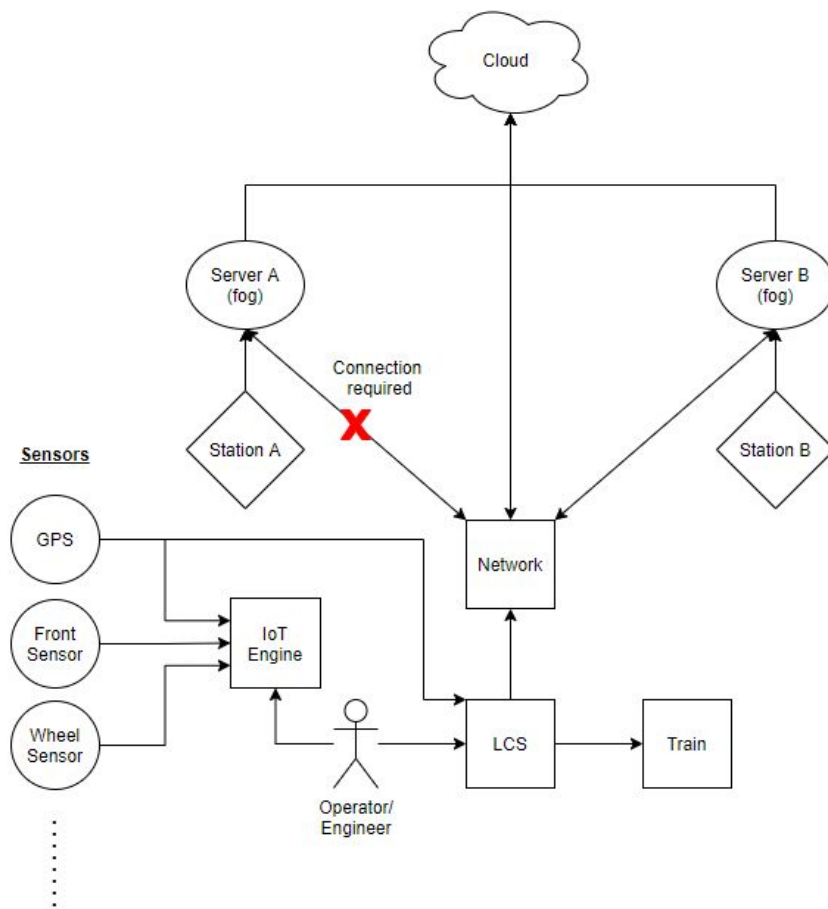 Cloud
Server A
(fog)
Server B
(fog)
Connection
required
X
Station A
Station B
Sensors
GPS
Network
Front
Sensor
IoT
Engine
Wheel
Sensor
LCS
Train
Operator/
Engineer